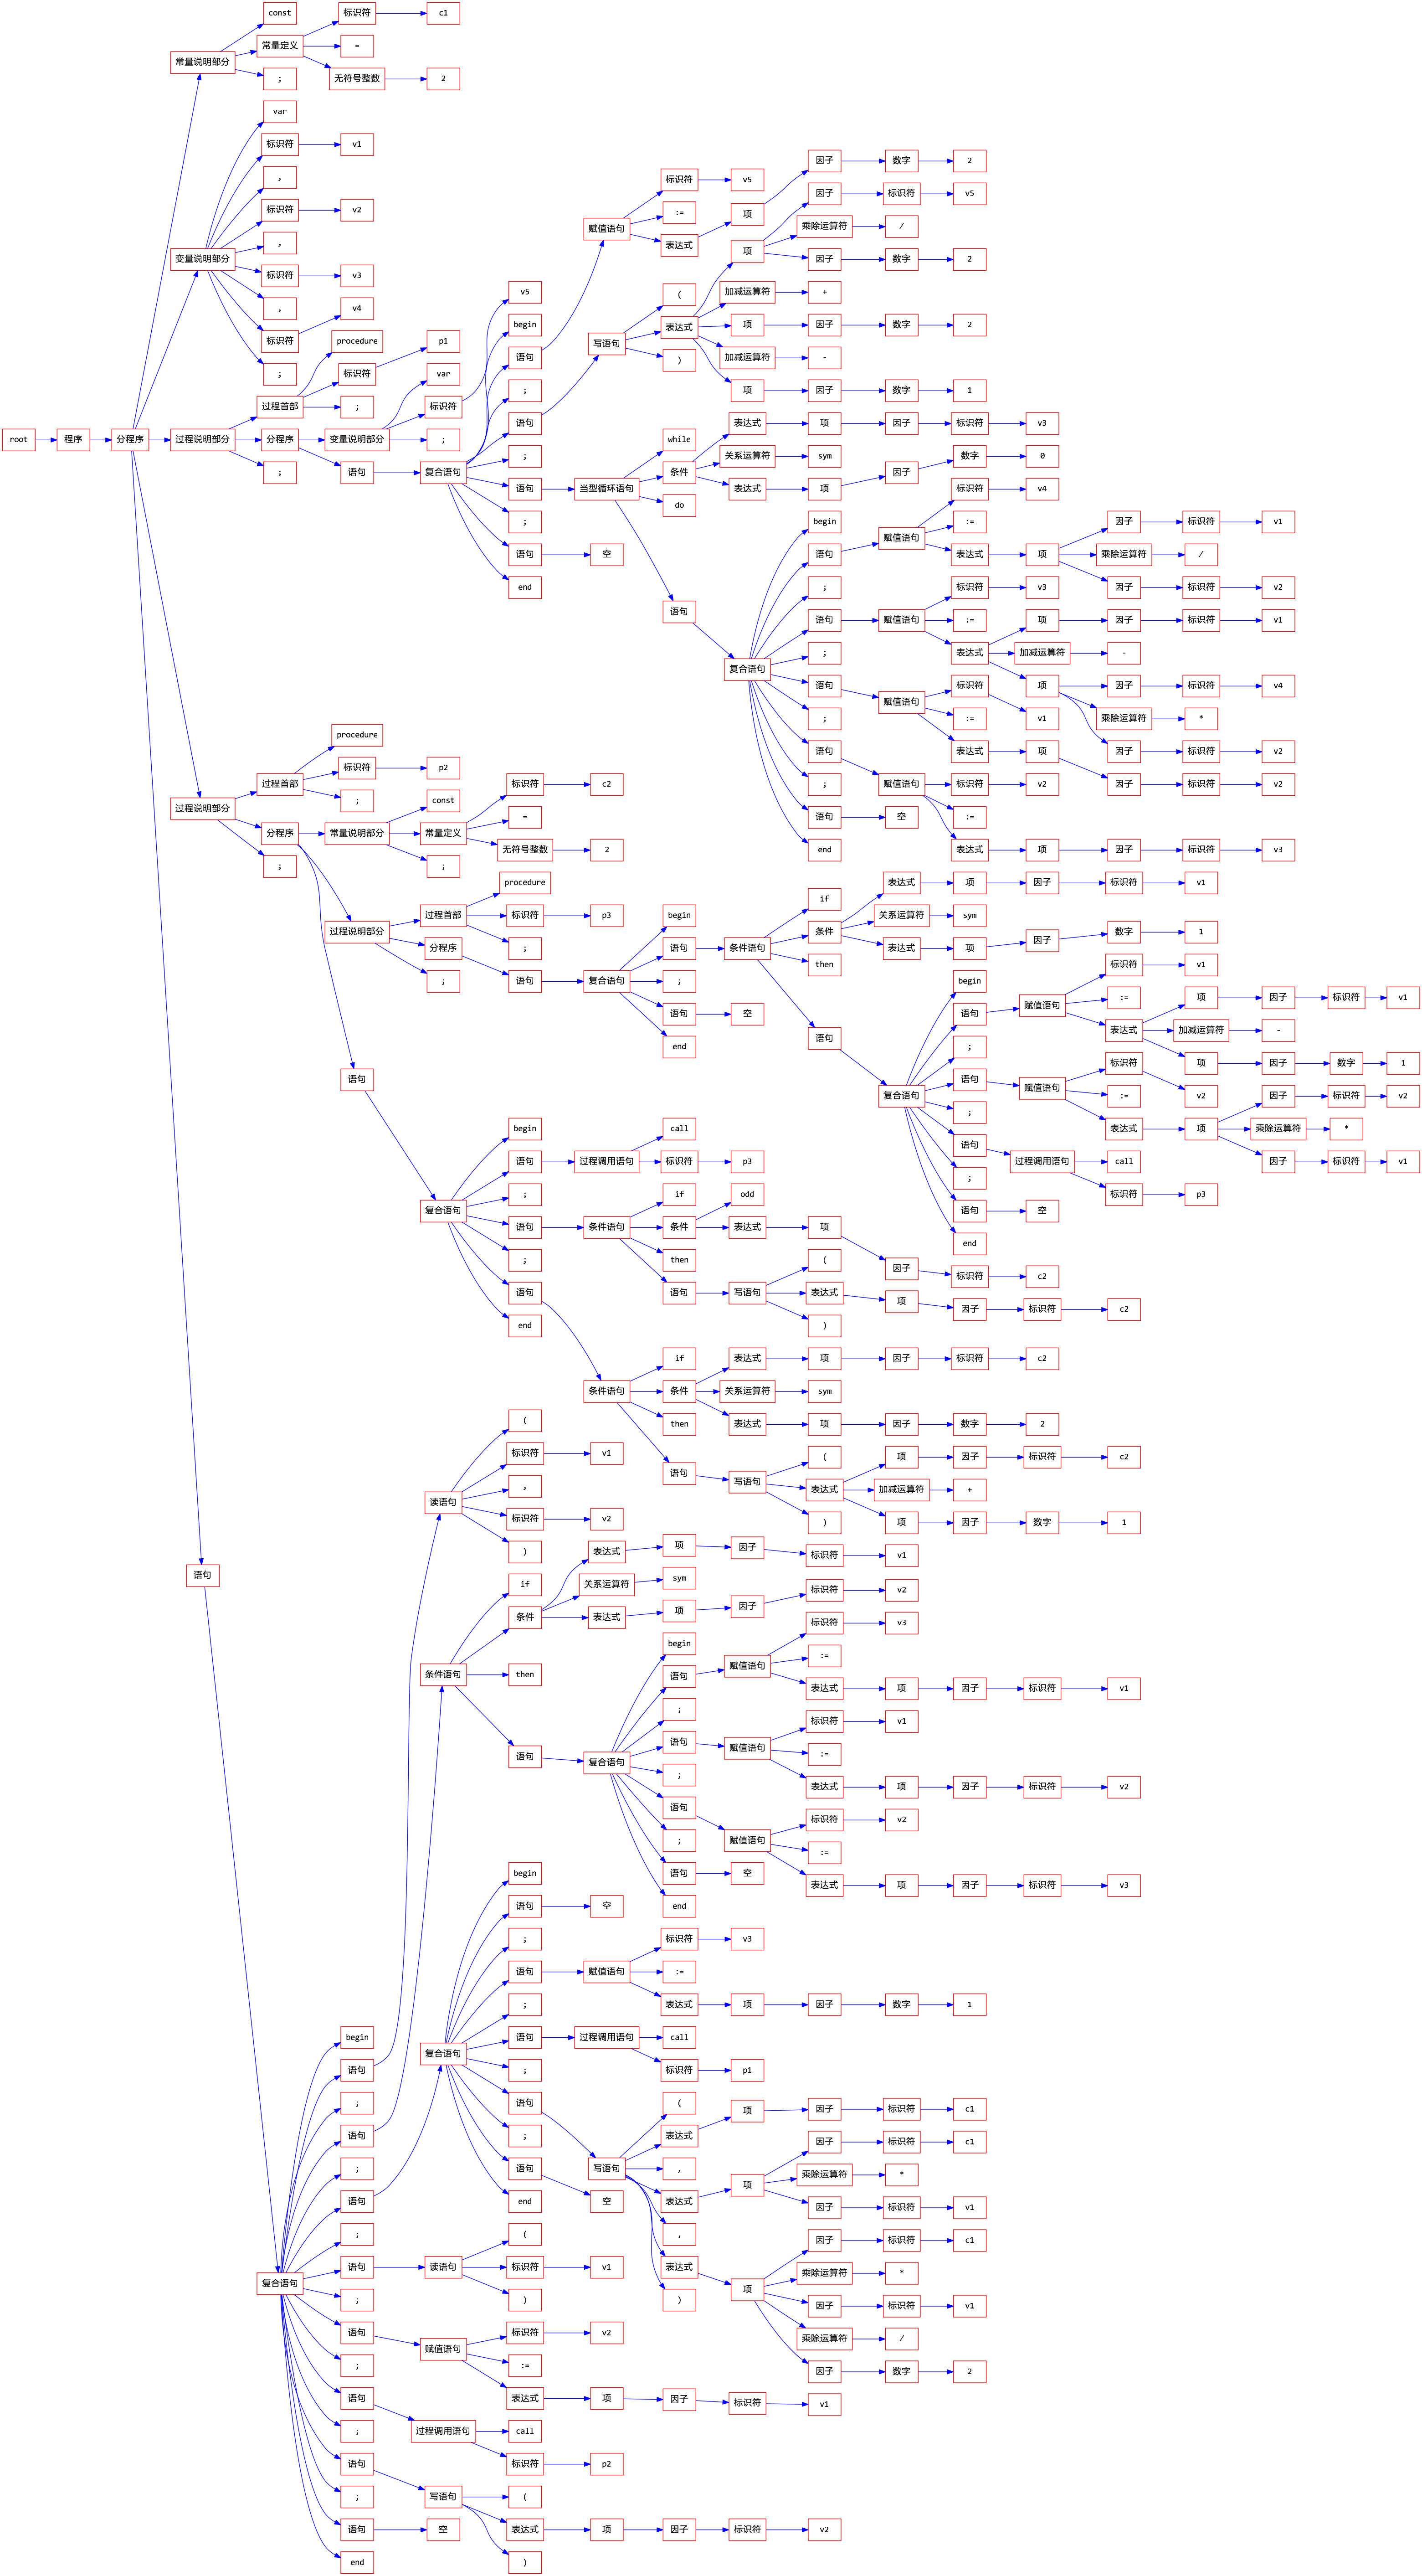 const 标识符 c1
常量说明部分 常量定义 =
; 无符号整数 2
var
标识符 v1
, 因子 数字 2
标识符 v5 因子 标识符 v5
标识符 v2 :=  项
赋值语句 乘除运算符 /
, 表达式 项 因子 数字 2
变量说明部分
标识符 v3
, ( 加减运算符 +
v5
标识符 v4 begin 表达式 项 因子 数字 2
procedure 写语句
标识符 p1 语句 ) 加减运算符 -
; var
过程首部 标识符 ; ; 项 因子 数字 1
语句 表达式 项 因子 标识符 v3
root 程序 分程序 过程说明部分 分程序 变量说明部分 ; while
; 关系运算符 sym
; 语句 复合语句 条件 数字 0
语句 当型循环语句 表达式 项 因子 标识符 v4
do
; begin := 因子 标识符 v1
赋值语句
语句 空 语句 表达式 项 乘除运算符 /
end ; 标识符 v3 因子 标识符 v2
语句 语句 赋值语句 := 项 因子 标识符 v1
; 表达式 加减运算符 -
复合语句
语句 标识符 项 因子 标识符 v4
赋值语句
procedure ; := v1 乘除运算符 *
语句 表达式 项 因子 标识符 v2
标识符 p2
过程首部 标识符 c2 ; 赋值语句 标识符 v2 因子 标识符 v2
; const
过程说明部分 语句 空 :=
分程序 常量说明部分 常量定义 =
; ; 无符号整数 2 end 表达式 项 因子 标识符 v3
procedure 表达式 项 因子 标识符 v1
if
过程首部 标识符 p3 begin 关系运算符 sym
过程说明部分 条件 数字 1
分程序 ; 语句 条件语句 表达式 项 因子
then 标识符 v1
; 语句 复合语句 ; begin
:= 项 因子 标识符 v1
语句 空 语句 赋值语句
表达式 加减运算符 -
end 语句 ;
项 因子 数字 1
语句 语句 赋值语句 标识符
复合语句 := v2 因子 标识符 v2
;
begin call 表达式 项 乘除运算符 *
语句
语句 过程调用语句 标识符 p3 过程调用语句 call 因子 标识符 v1
;
复合语句 ; if odd 标识符 p3
语句 空
语句 条件语句 条件 表达式 项
end
; then ( 因子 标识符 c2
语句 语句 写语句 表达式 项 因子 标识符 c2
end )
if 表达式 项 因子 标识符 c2
条件语句 条件 关系运算符 sym
( then 表达式 项 因子 数字 2
标识符 v1 ( 项 因子 标识符 c2
语句 写语句
, 表达式 加减运算符 +
读语句
标识符 v2 ) 项 因子 数字 1
) 表达式 项 因子 标识符 v1
语句 if 关系运算符 sym 标识符 v2
条件 表达式 项 因子
标识符 v3
begin :=
条件语句 then 语句 赋值语句
表达式 项 因子 标识符 v1
; 标识符 v1
语句 赋值语句 :=
语句 复合语句
; 表达式 项 因子 标识符 v2
语句 标识符 v2
; 赋值语句 :=
begin 语句 空
表达式 项 因子 标识符 v3
语句 空 end
; 标识符 v3
语句 赋值语句 :=
; 表达式 项 因子 数字 1
begin 语句 过程调用语句 call
复合语句
语句 ; 标识符 p1
; 语句 ( 项 因子 标识符 c1
语句 ; 表达式 因子 标识符 c1
; 语句 写语句 , 项 乘除运算符 *
语句 end 空 表达式 因子 标识符 v1
; ( , 因子 标识符 c1
语句 读语句 标识符 v1 表达式 乘除运算符 *
复合语句 项
; ) ) 因子 标识符 v1
语句 标识符 v2 乘除运算符 /
赋值语句
; := 因子 数字 2
语句 表达式 项 因子 标识符 v1
; 过程调用语句 call
语句 标识符 p2
; 写语句 (
语句 空 表达式 项 因子 标识符 v2
end )